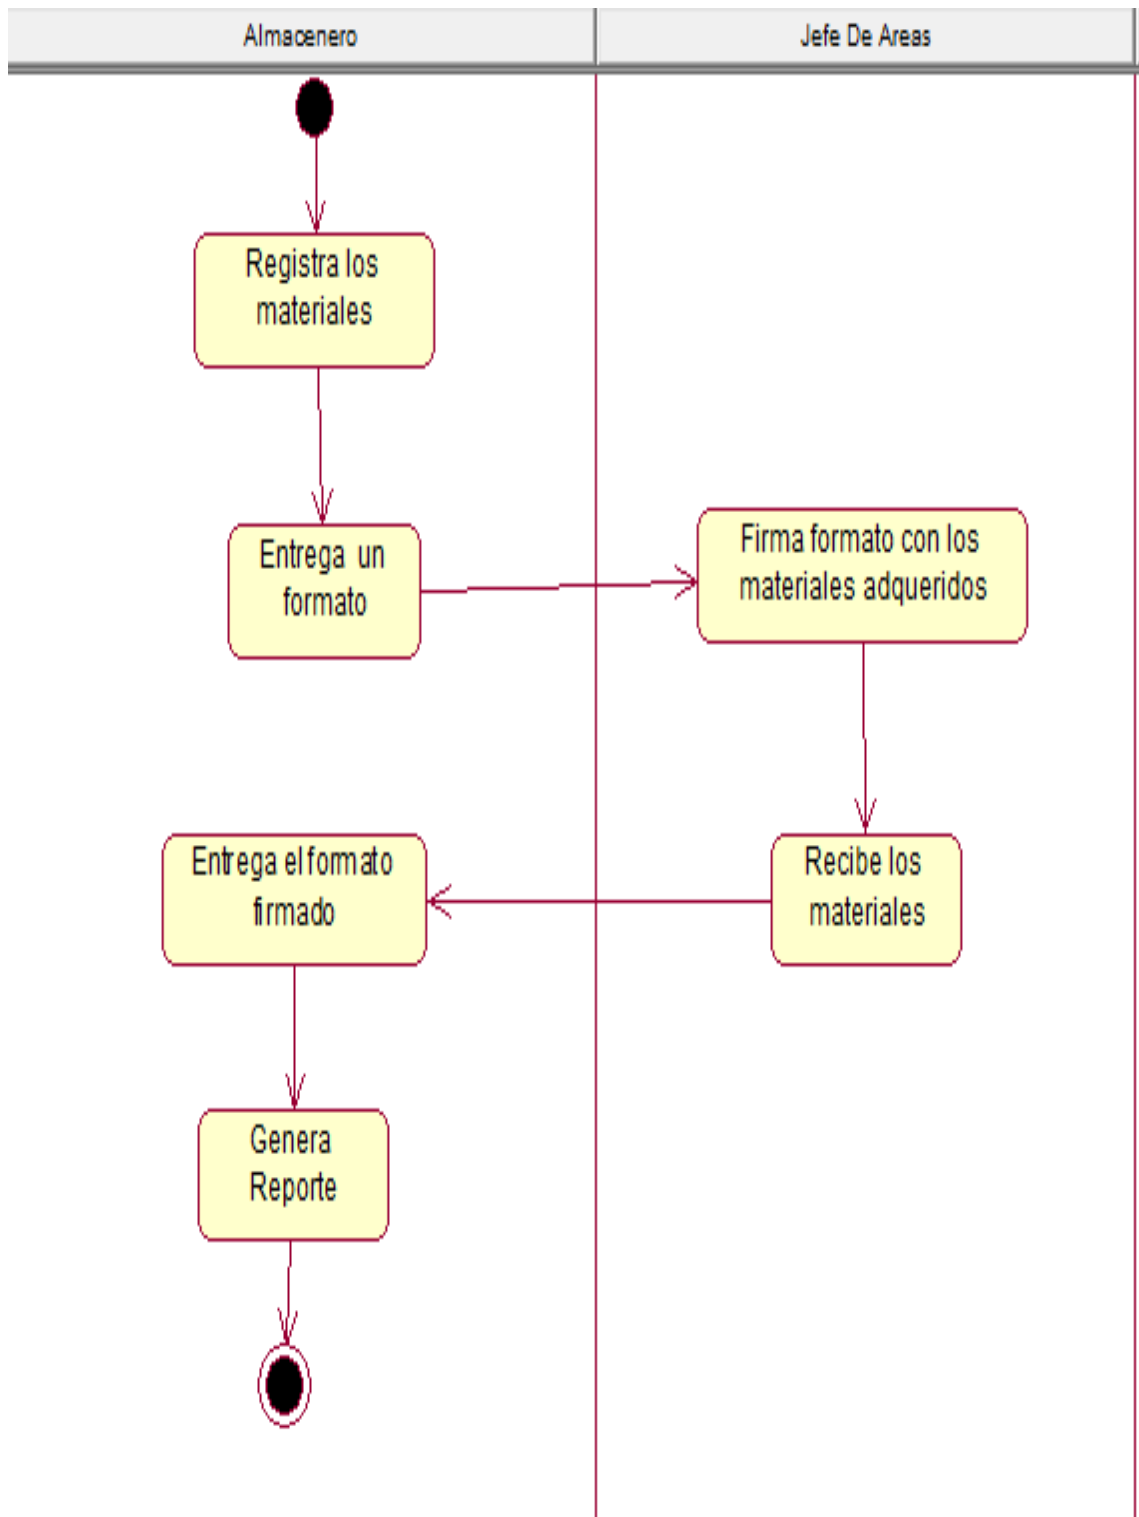 Almacenero
Jefe De Areas
Registra los
materiales
Entrega un
formato
Firma formato con los
materiales adqueridos
Recibe los
materiales
Entrega el formato
firmado
Genera
Reporte